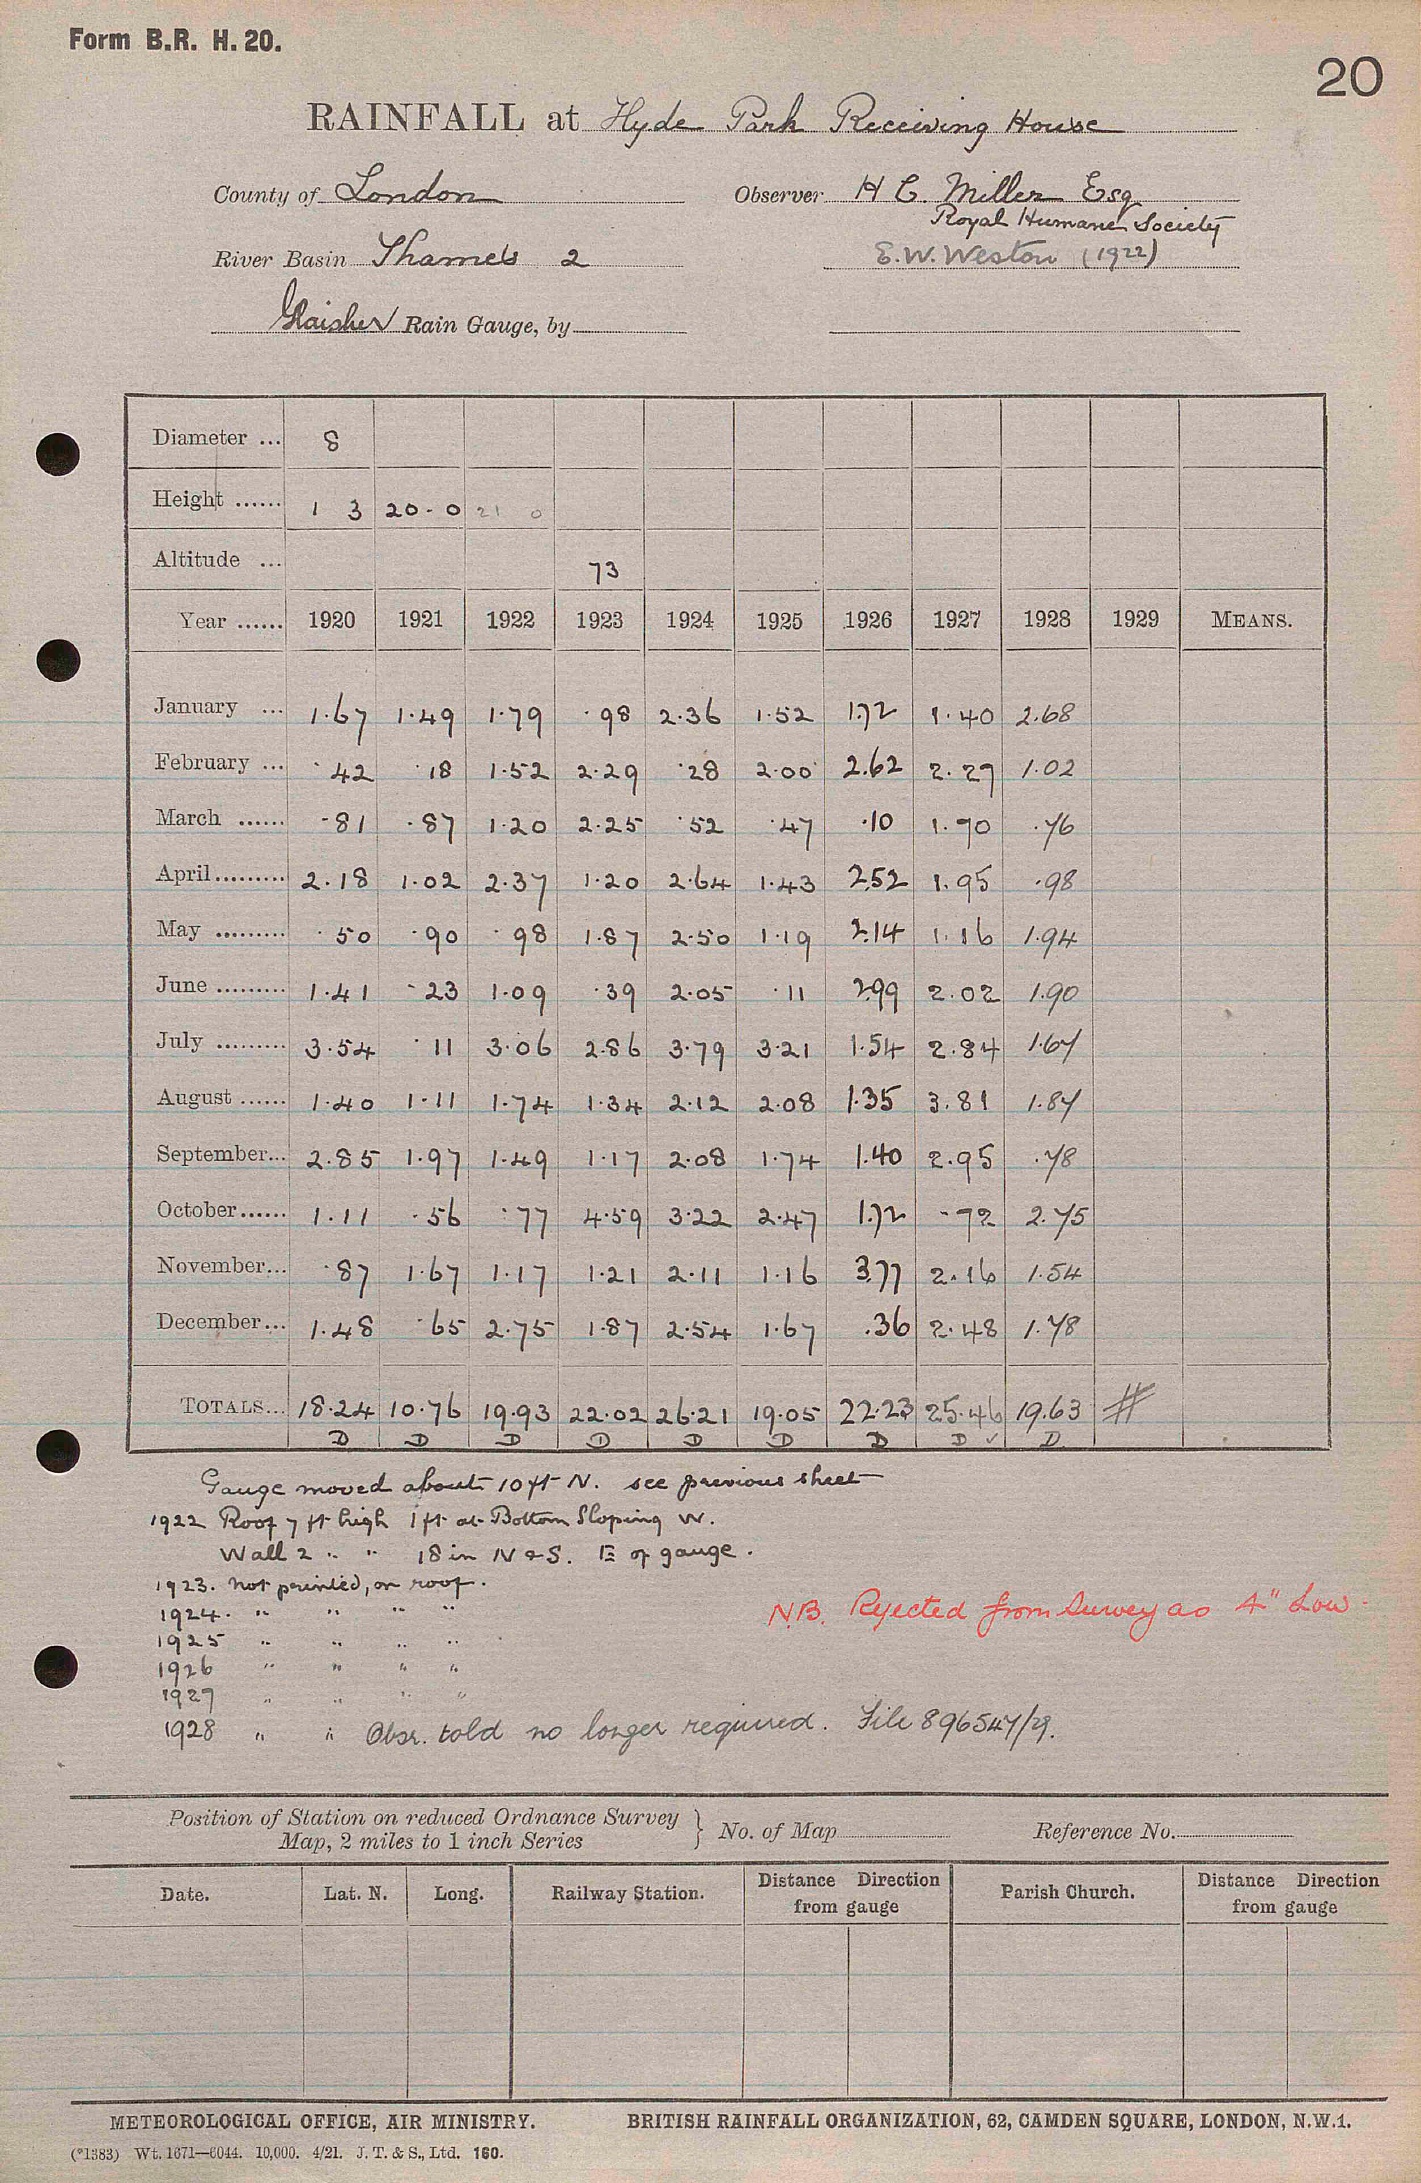 Form B.R. H. 20.
20
RAINFALL at Hyde Park Receiving House
County of London Observer H C. Miller Esq
Royal Humane Society
River Basin Thames 2 E.W. Weston (1922)
Glaisher Rain Gauge, by
Diameter ... 8
Height ...... 1 3 20-0 21 0
Altitude ... 73
Year ...... 1920 1921 1922 1923 1924 1925 1926 1927 1928 1929 MEANS.
January ... 1.67 1.49 1.79 .98 2.36 1.52 1.72 1.40 2.68
February ... .42 .18 1.52 2.29 .28 2.00 2.62 2.27 1.02
March ...... .81 .87 1.20 2.25 .52 .47 .10 1.70 .76
April......... 2.18 1.02 2.37 1.20 2.64 1.43 2.52 1.95 .98
May ......... .50 .90 .98 1.87 2.50 1.19 2.14 1.16 1.94
June ......... 1.41 .23 1.09 .39 2.05 .11 2.99 2.02 1.90
July ......... 3.54 .11 3.06 2.86 3.79 3.21 1.54 2.84 1.67
August ...... 1.40 1.11 1.74 1.34 2.12 2.08 1.35 3.81 1.87
September... 2.85 1.97 1.49 1.17 2.08 1.74 1.40 2.95 .78
October...... 1.11 .56 .77 4.59 3.22 2.47 1.72 .72 2.75
November... .87 1.67 1.17 1.21 2.11 1.16 3.77 2.16 1.54
December... 1.48 .65 2.75 1.87 2.54 1.67 .36 2.48 1.78
TOTALS... 18.24 10.76 19.93 22.02 26.21 19.05 22.23 25.46 19.63 #
D D D D D D D D ✓ D
Gauge moved about 10 ft N. see previous sheet
1922 Roof 7 ft high 1 ft at Bottom Sloping W.
Wall 2 " " 18 in N & S. E of gauge.
1923. not printed, on roof.
1924. " " " "
N.B. Rejected from Survey as 4" Low.
1925 " " " "
1926 " " " "
1927 " " " "
1928 " " Obsr. told no longer required. File 896547/29.
Position of Station on reduced Ordnance Survey
Map, 2 miles to 1 inch Series } No. of Map Reference No.
Date. Lat. N. Long. Railway Station. Distance from gauge Direction Parish Church. Distance from gauge Direction
METEOROLOGICAL OFFICE, AIR MINISTRY. BRITISH RAINFALL ORGANIZATION, 62, CAMDEN SQUARE, LONDON, N.W.1.
(*1383) Wt. 1671—6044. 10,000. 4/21. J. T. & S., Ltd. 160.